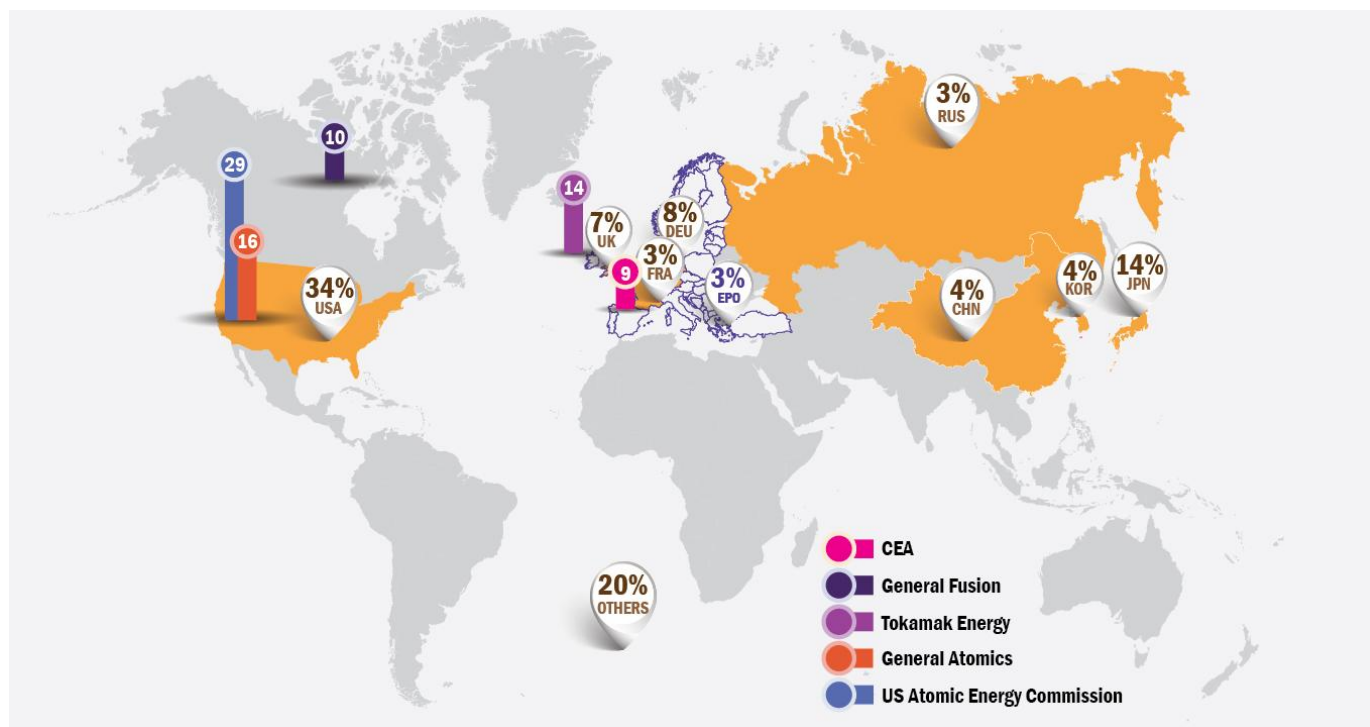 3%
RUS
10
29
14
7%
UK
8%
DEU
3%
FRA
16
9
3%
EPO
34%
USA
4%
CHN
4%
KOR
14%
JPN
CEA
General Fusion
20%
OTHERS
Tokamak Energy
General Atomics
US Atomic Energy Commission